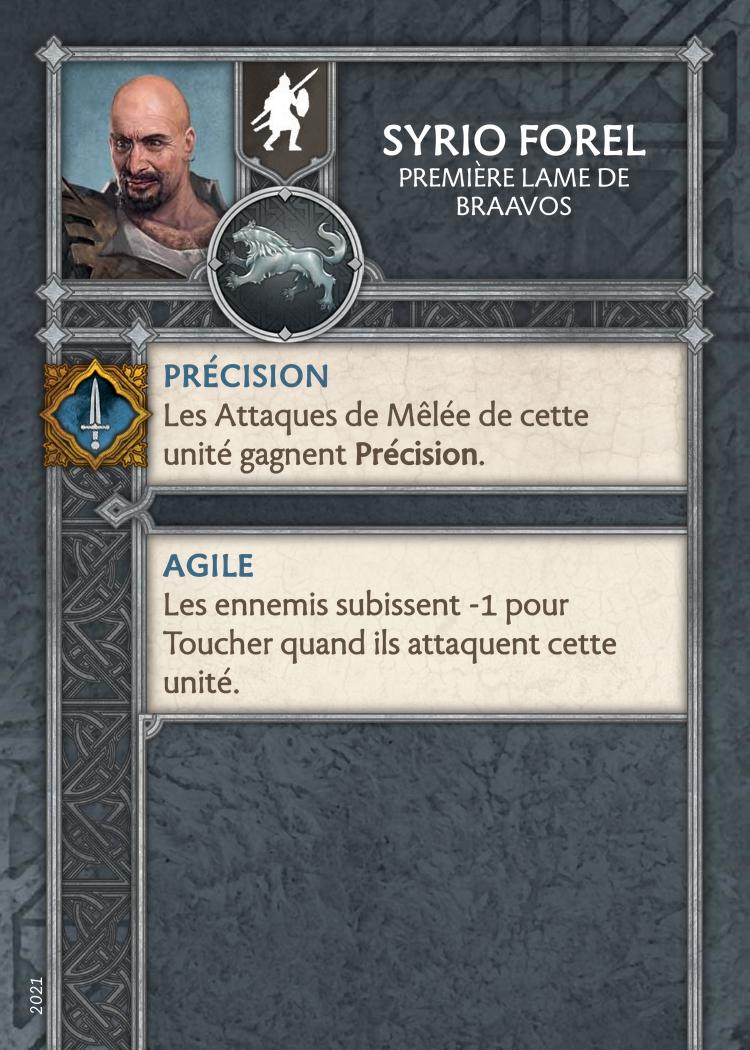 SYRIO FOREL
PREMIÈRE LAME DE
BRAAVOS
PRÉCISION
Les Attaques de Mêlée de cette
unité gagnent Précision.
AGILE
Les ennemis subissent -1 pour
Toucher quand ils attaquent cette
unité.
2021